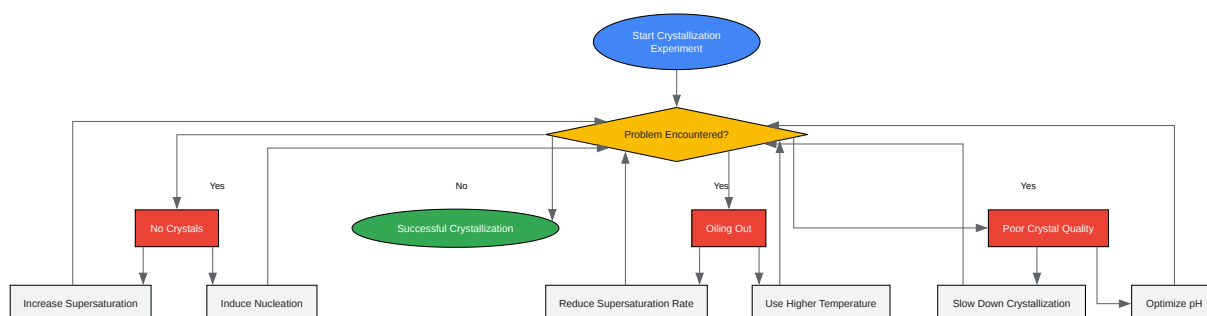 Start Crystallization
Experiment
Problem Encountered?
Yes
No
Yes
Yes
No Crystals
Successful Crystallization
Oiling Out
Poor Crystal Quality
Increase Supersaturation
Induce Nucleation
Reduce Supersaturation Rate
Use Higher Temperature
Slow Down Crystallization
Optimize pH